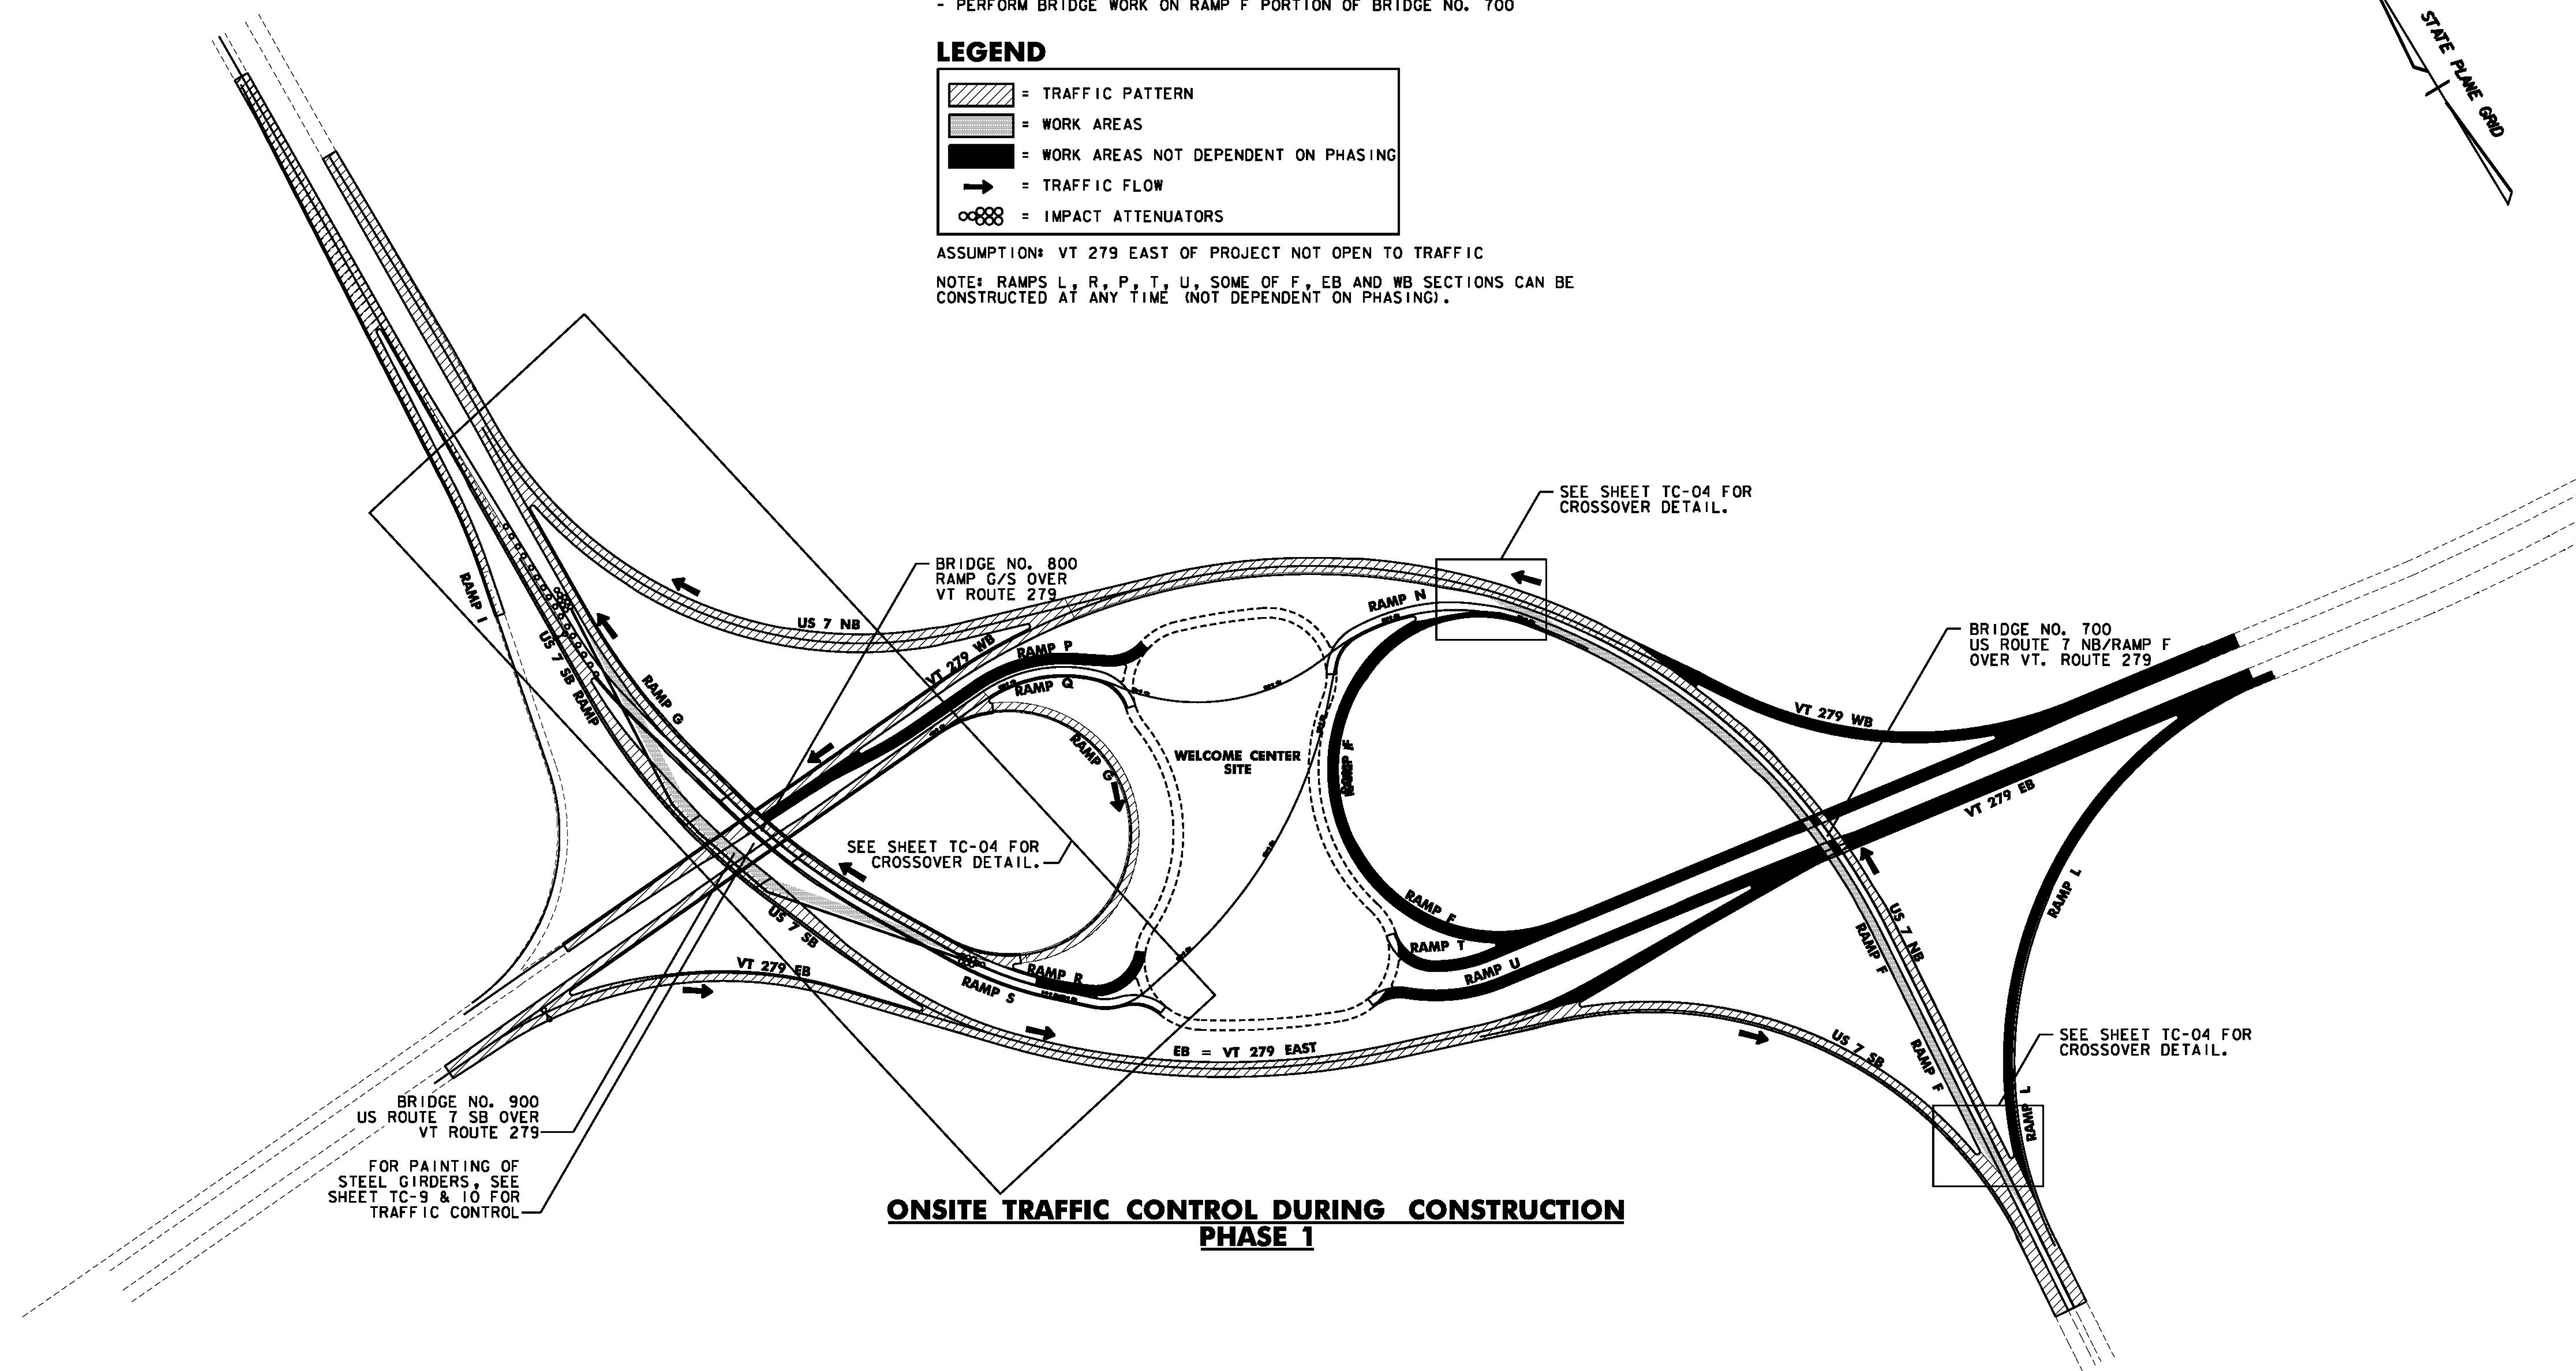 - PERFORM BRIDGE WORK ON RAMP F PORTION OF BRIDGE NO. 700
STATE PLANE GRID
LEGEND
= TRAFFIC PATTERN
= WORK AREAS
= WORK AREAS NOT DEPENDENT ON PHASING
= TRAFFIC FLOW
= IMPACT ATTENUATORS
ASSUMPTION: VT 279 EAST OF PROJECT NOT OPEN TO TRAFFIC
NOTE: RAMPS L, R, P, T, U, SOME OF F, EB AND WB SECTIONS CAN BE
CONSTRUCTED AT ANY TIME (NOT DEPENDENT ON PHASING).
SEE SHEET TC-04 FOR
CROSSOVER DETAIL.
BRIDGE NO. 800
RAMP G/S OVER
VT ROUTE 279
RAMP I
US 7 NB
VT 279 WB
RAMP P
RAMP Q
RAMP N
BRIDGE NO. 700
US ROUTE 7 NB/RAMP F
OVER VT. ROUTE 279
US 7 SB RAMP
RAMP G
RAMP G
WELCOME CENTER
SITE
VT 279 WB
VT 279 EB
SEE SHEET TC-04 FOR
CROSSOVER DETAIL.
RAMP F
RAMP L
US 7 SB
VT 279 EB
RAMP R
RAMP S
RAMP T
RAMP U
US 7 NB
RAMP F
EB = VT 279 EAST
US 7 SB
RAMP F
RAMP L
SEE SHEET TC-04 FOR
CROSSOVER DETAIL.
BRIDGE NO. 900
US ROUTE 7 SB OVER
VT ROUTE 279
FOR PAINTING OF
STEEL GIRDERS, SEE
SHEET TC-9 & 10 FOR
TRAFFIC CONTROL
ONSITE TRAFFIC CONTROL DURING CONSTRUCTION
PHASE 1